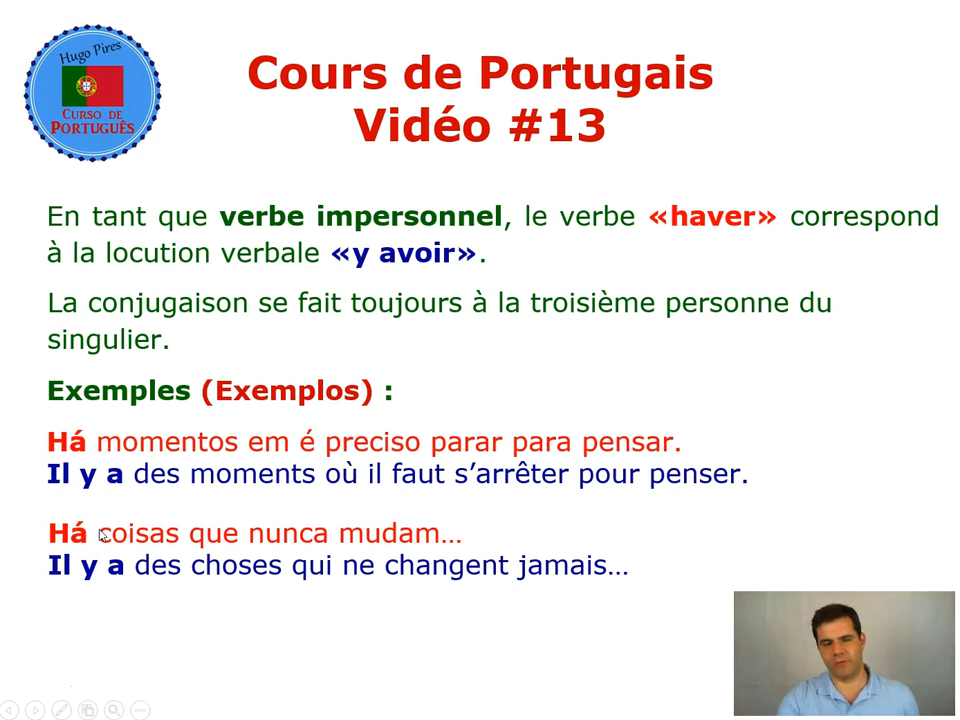 Hugo Pires
CURSO DE
PORTUGUÊS
Cours de Portugais
Vidéo #13
En tant que verbe impersonnel, le verbe «haver» correspond
à la locution verbale «y avoir».
La conjugaison se fait toujours à la troisième personne du
singulier.
Exemples (Exemplos) :
Há momentos em é preciso parar para pensar.
Il y a des moments où il faut s’arrêter pour penser.
Há coisas que nunca mudam…
Il y a des choses qui ne changent jamais…